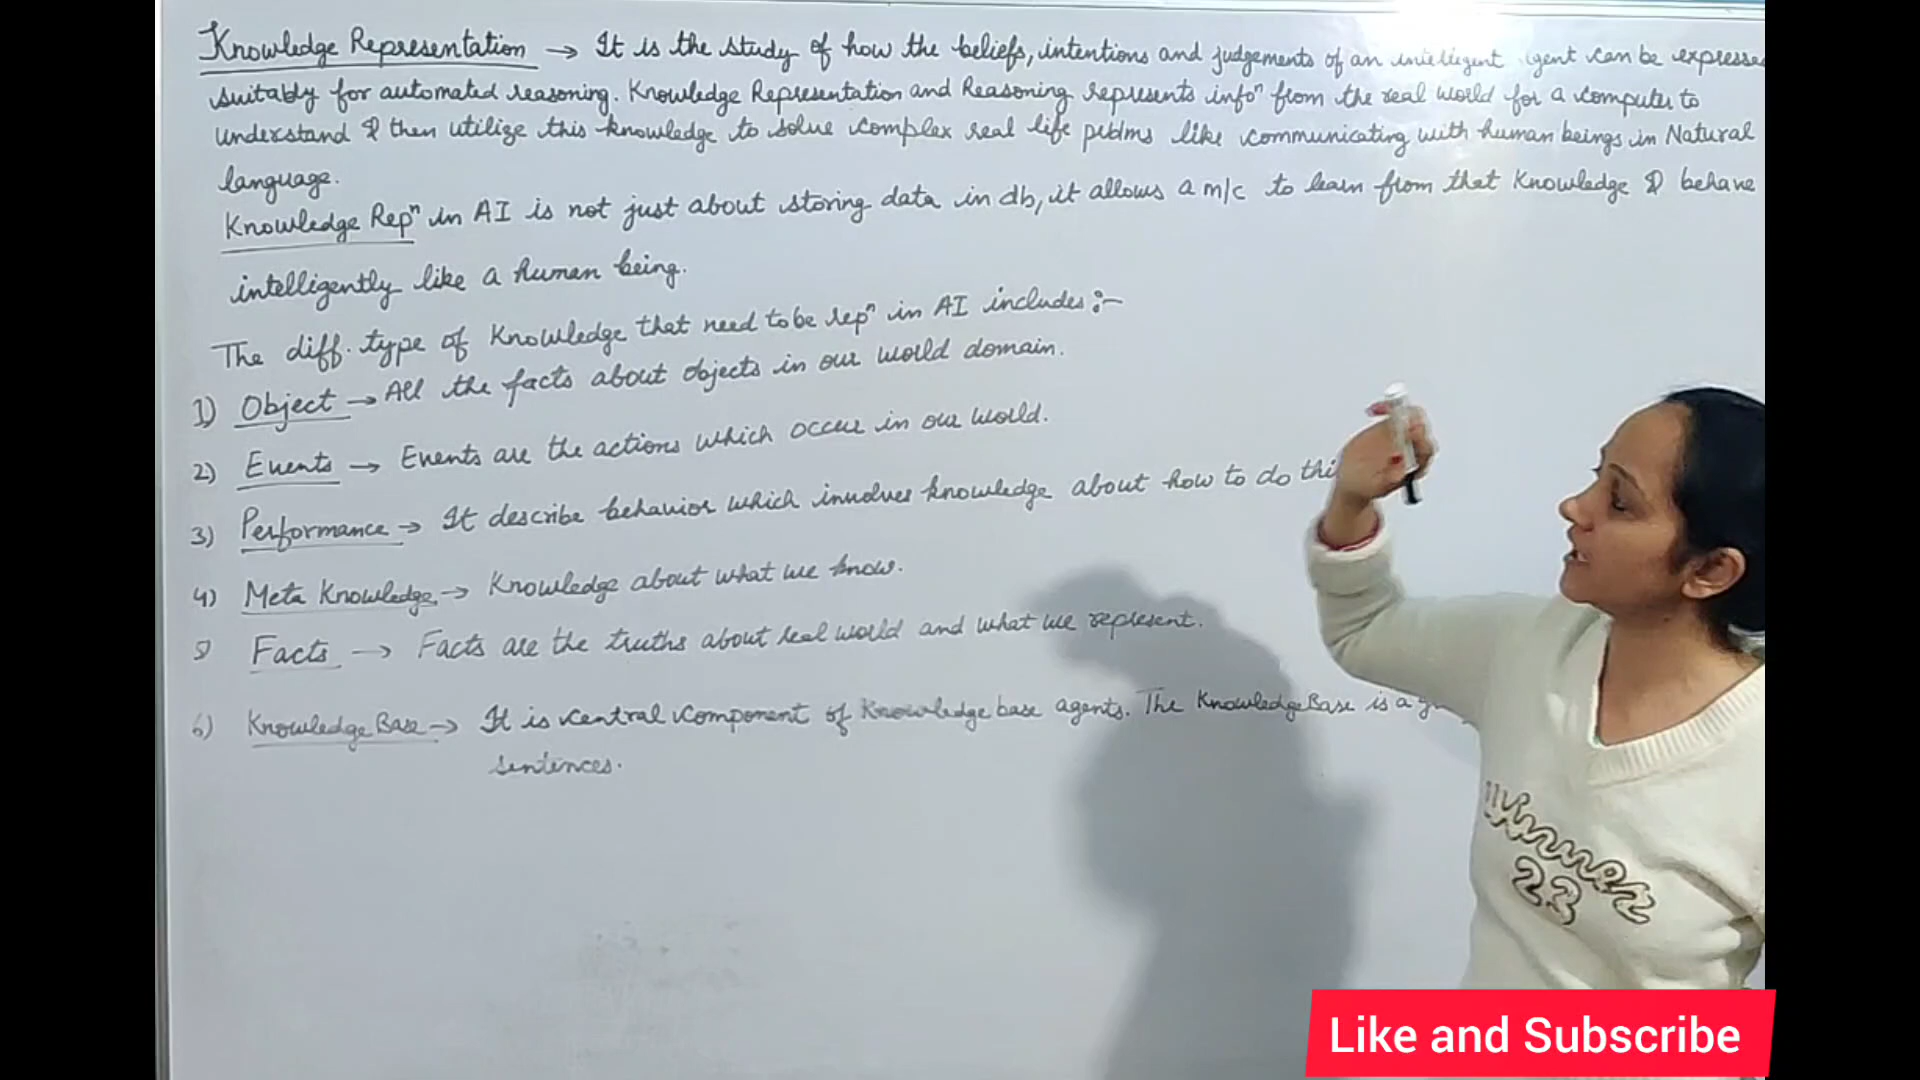 Knowledge Representation → It is the study of how the beliefs, intentions and judgements of an intelligent agent can be expresse
suitably for automated reasoning. Knowledge Representation and Reasoning represents infoⁿ from the real world for a computer to
understand & then utilize this knowledge to solve complex real life prblms like communicating with human beings in Natural
language.
Knowledge Repⁿ in AI is not just about storing data in db, it allows a m/c to learn from that Knowledge & behave
intelligently like a human being.
The diff. type of Knowledge that need to be repⁿ in AI includes :-
1) Object → All the facts about objects in our world domain.
2) Events → Events are the actions which occur in our world.
3) Performance → It describe behavior which involves knowledge about how to do thi
4) Meta Knowledge → Knowledge about what we know.
5) Facts → Facts are the truths about real world and what we represent.
6) Knowledge Base → It is central component of Knowledge base agents. The Knowledge Base is a
sentences.
Winner
23
Like and Subscribe